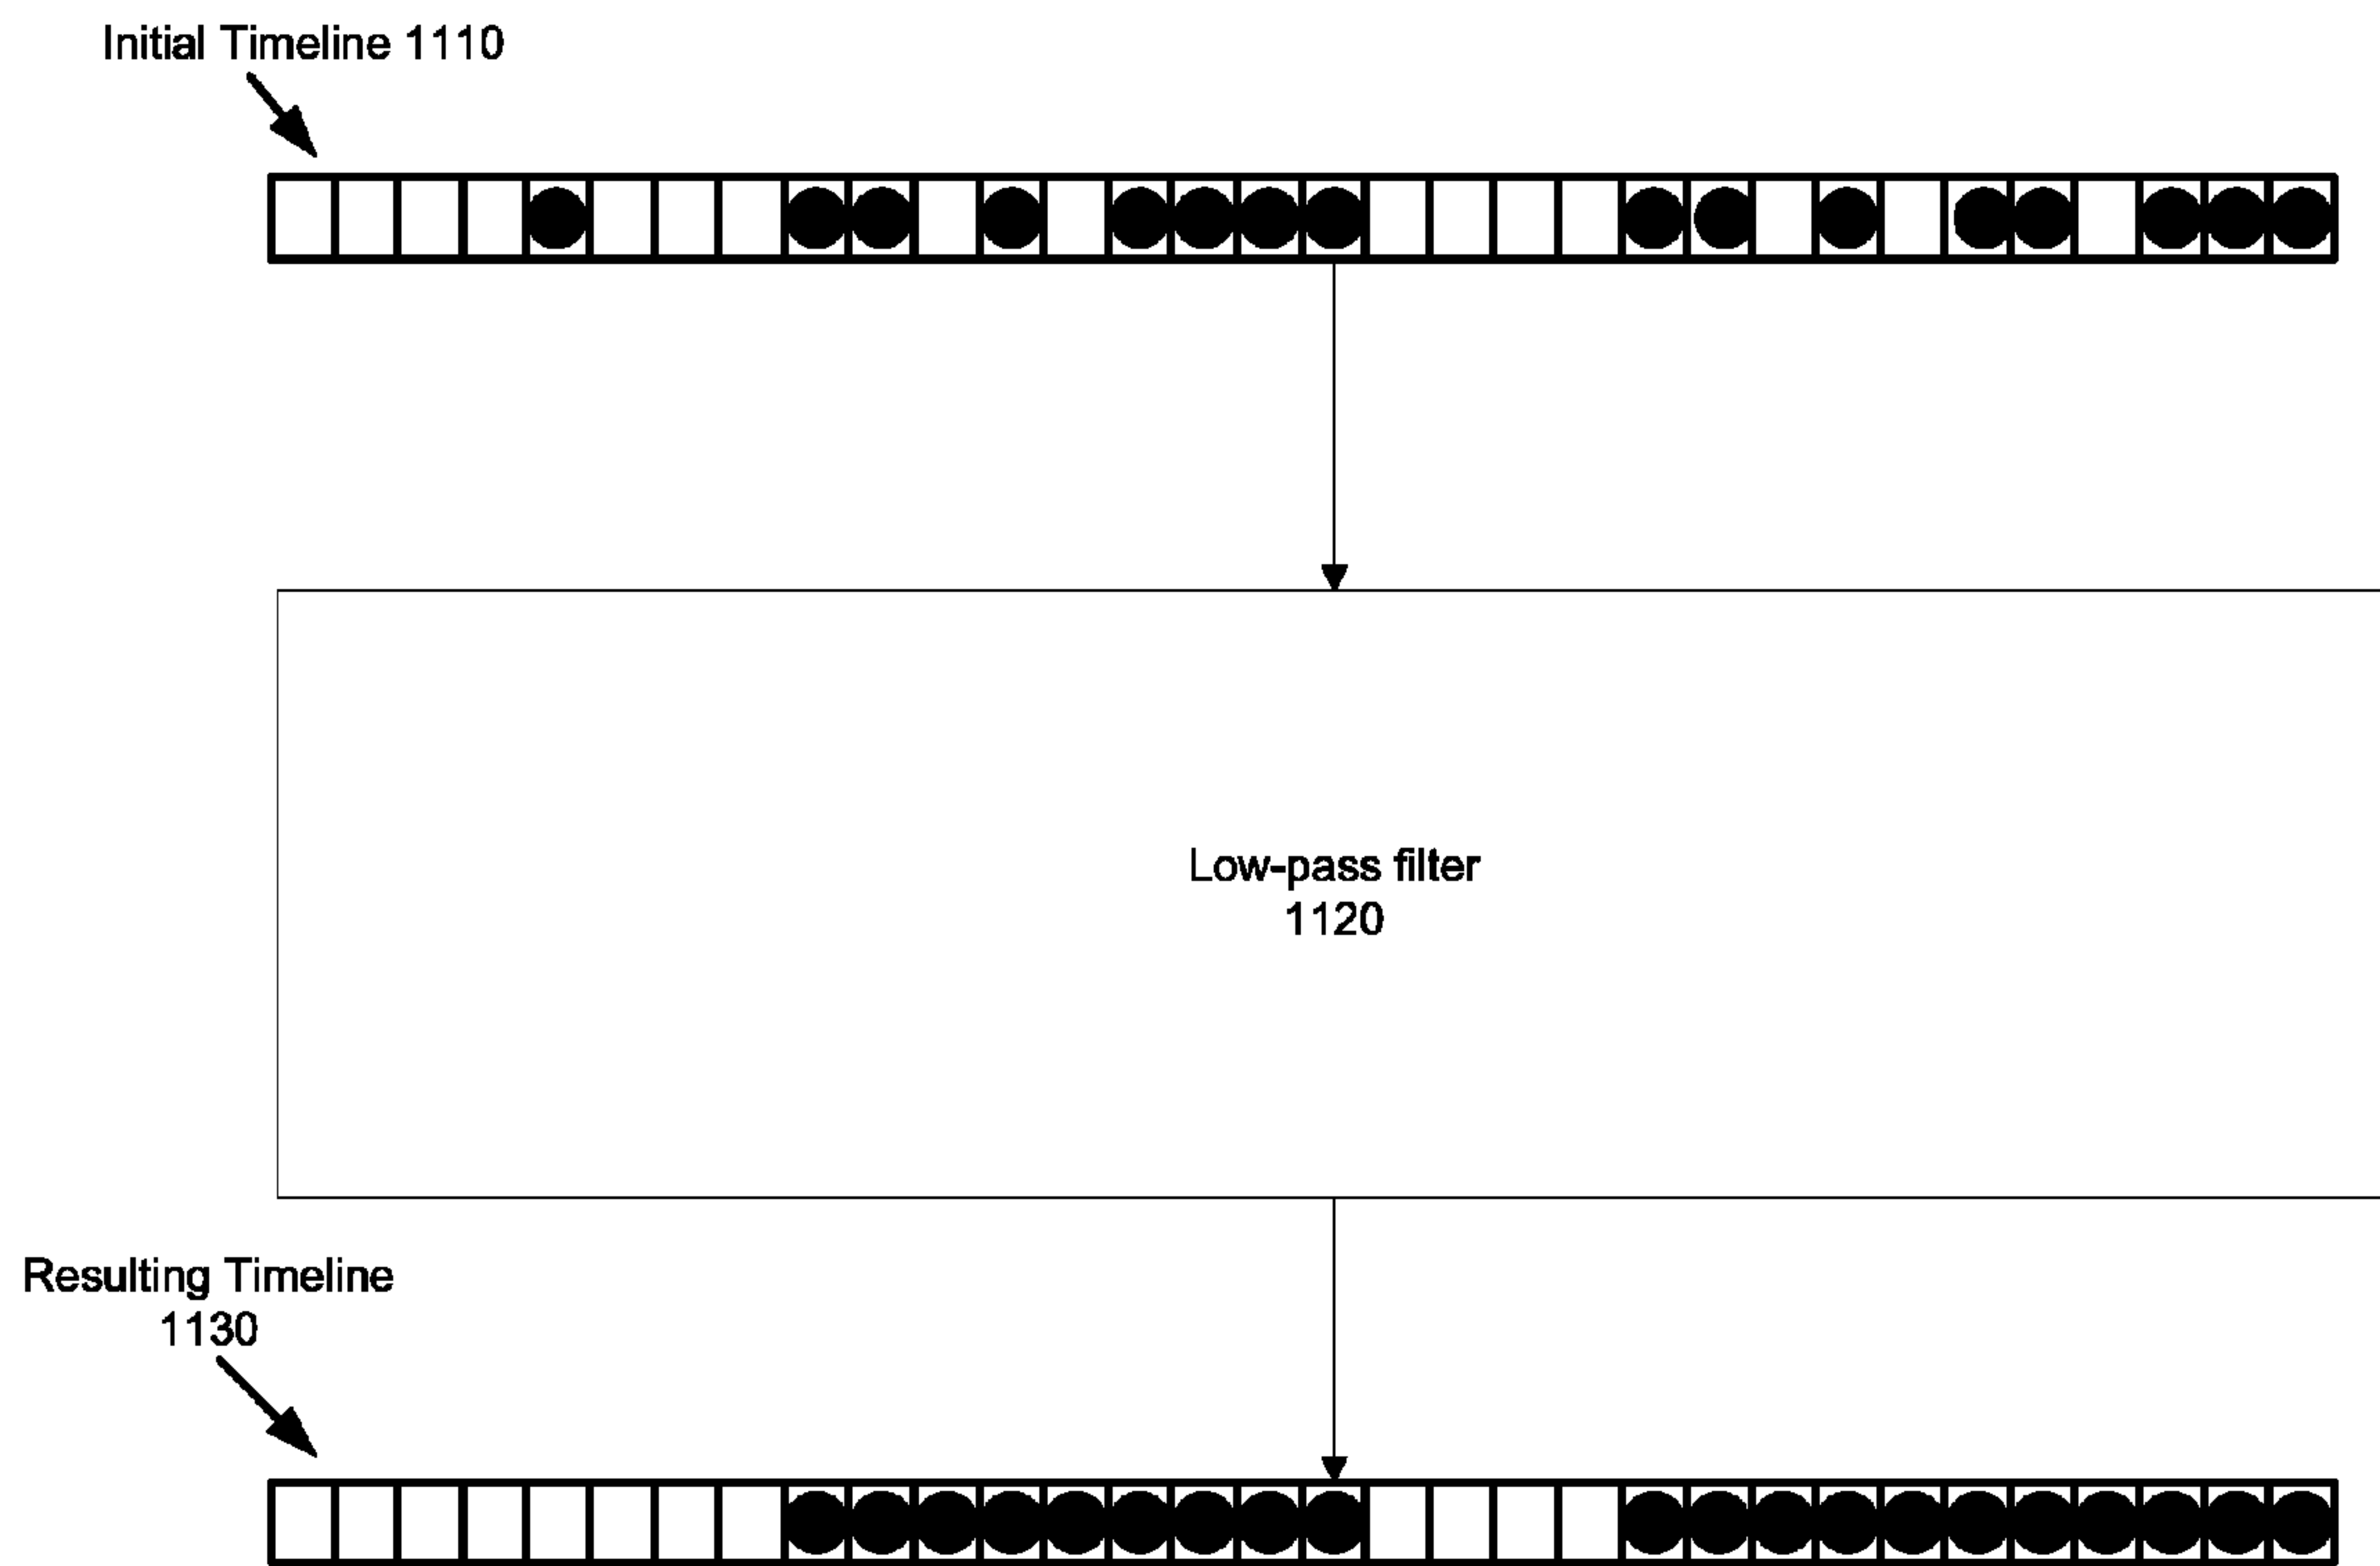 Initial Timeline 1110
Low-pass filter
1120
Resulting Timeline
1130